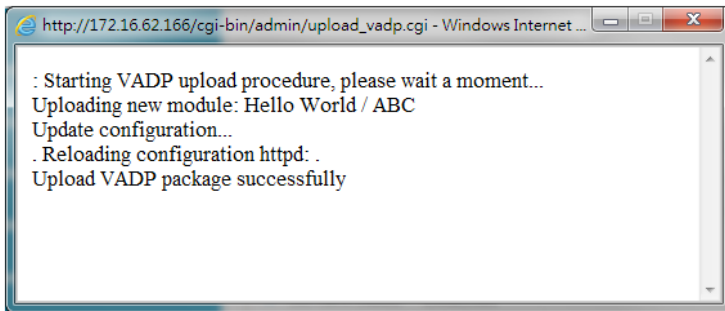 http://172.16.62.166/cgi-bin/admin/upload_vadp.cgi - Windows Internet ...
: Starting VADP upload procedure, please wait a moment...
Uploading new module: Hello World / ABC
Update configuration...
. Reloading configuration httpd: .
Upload VADP package successfully